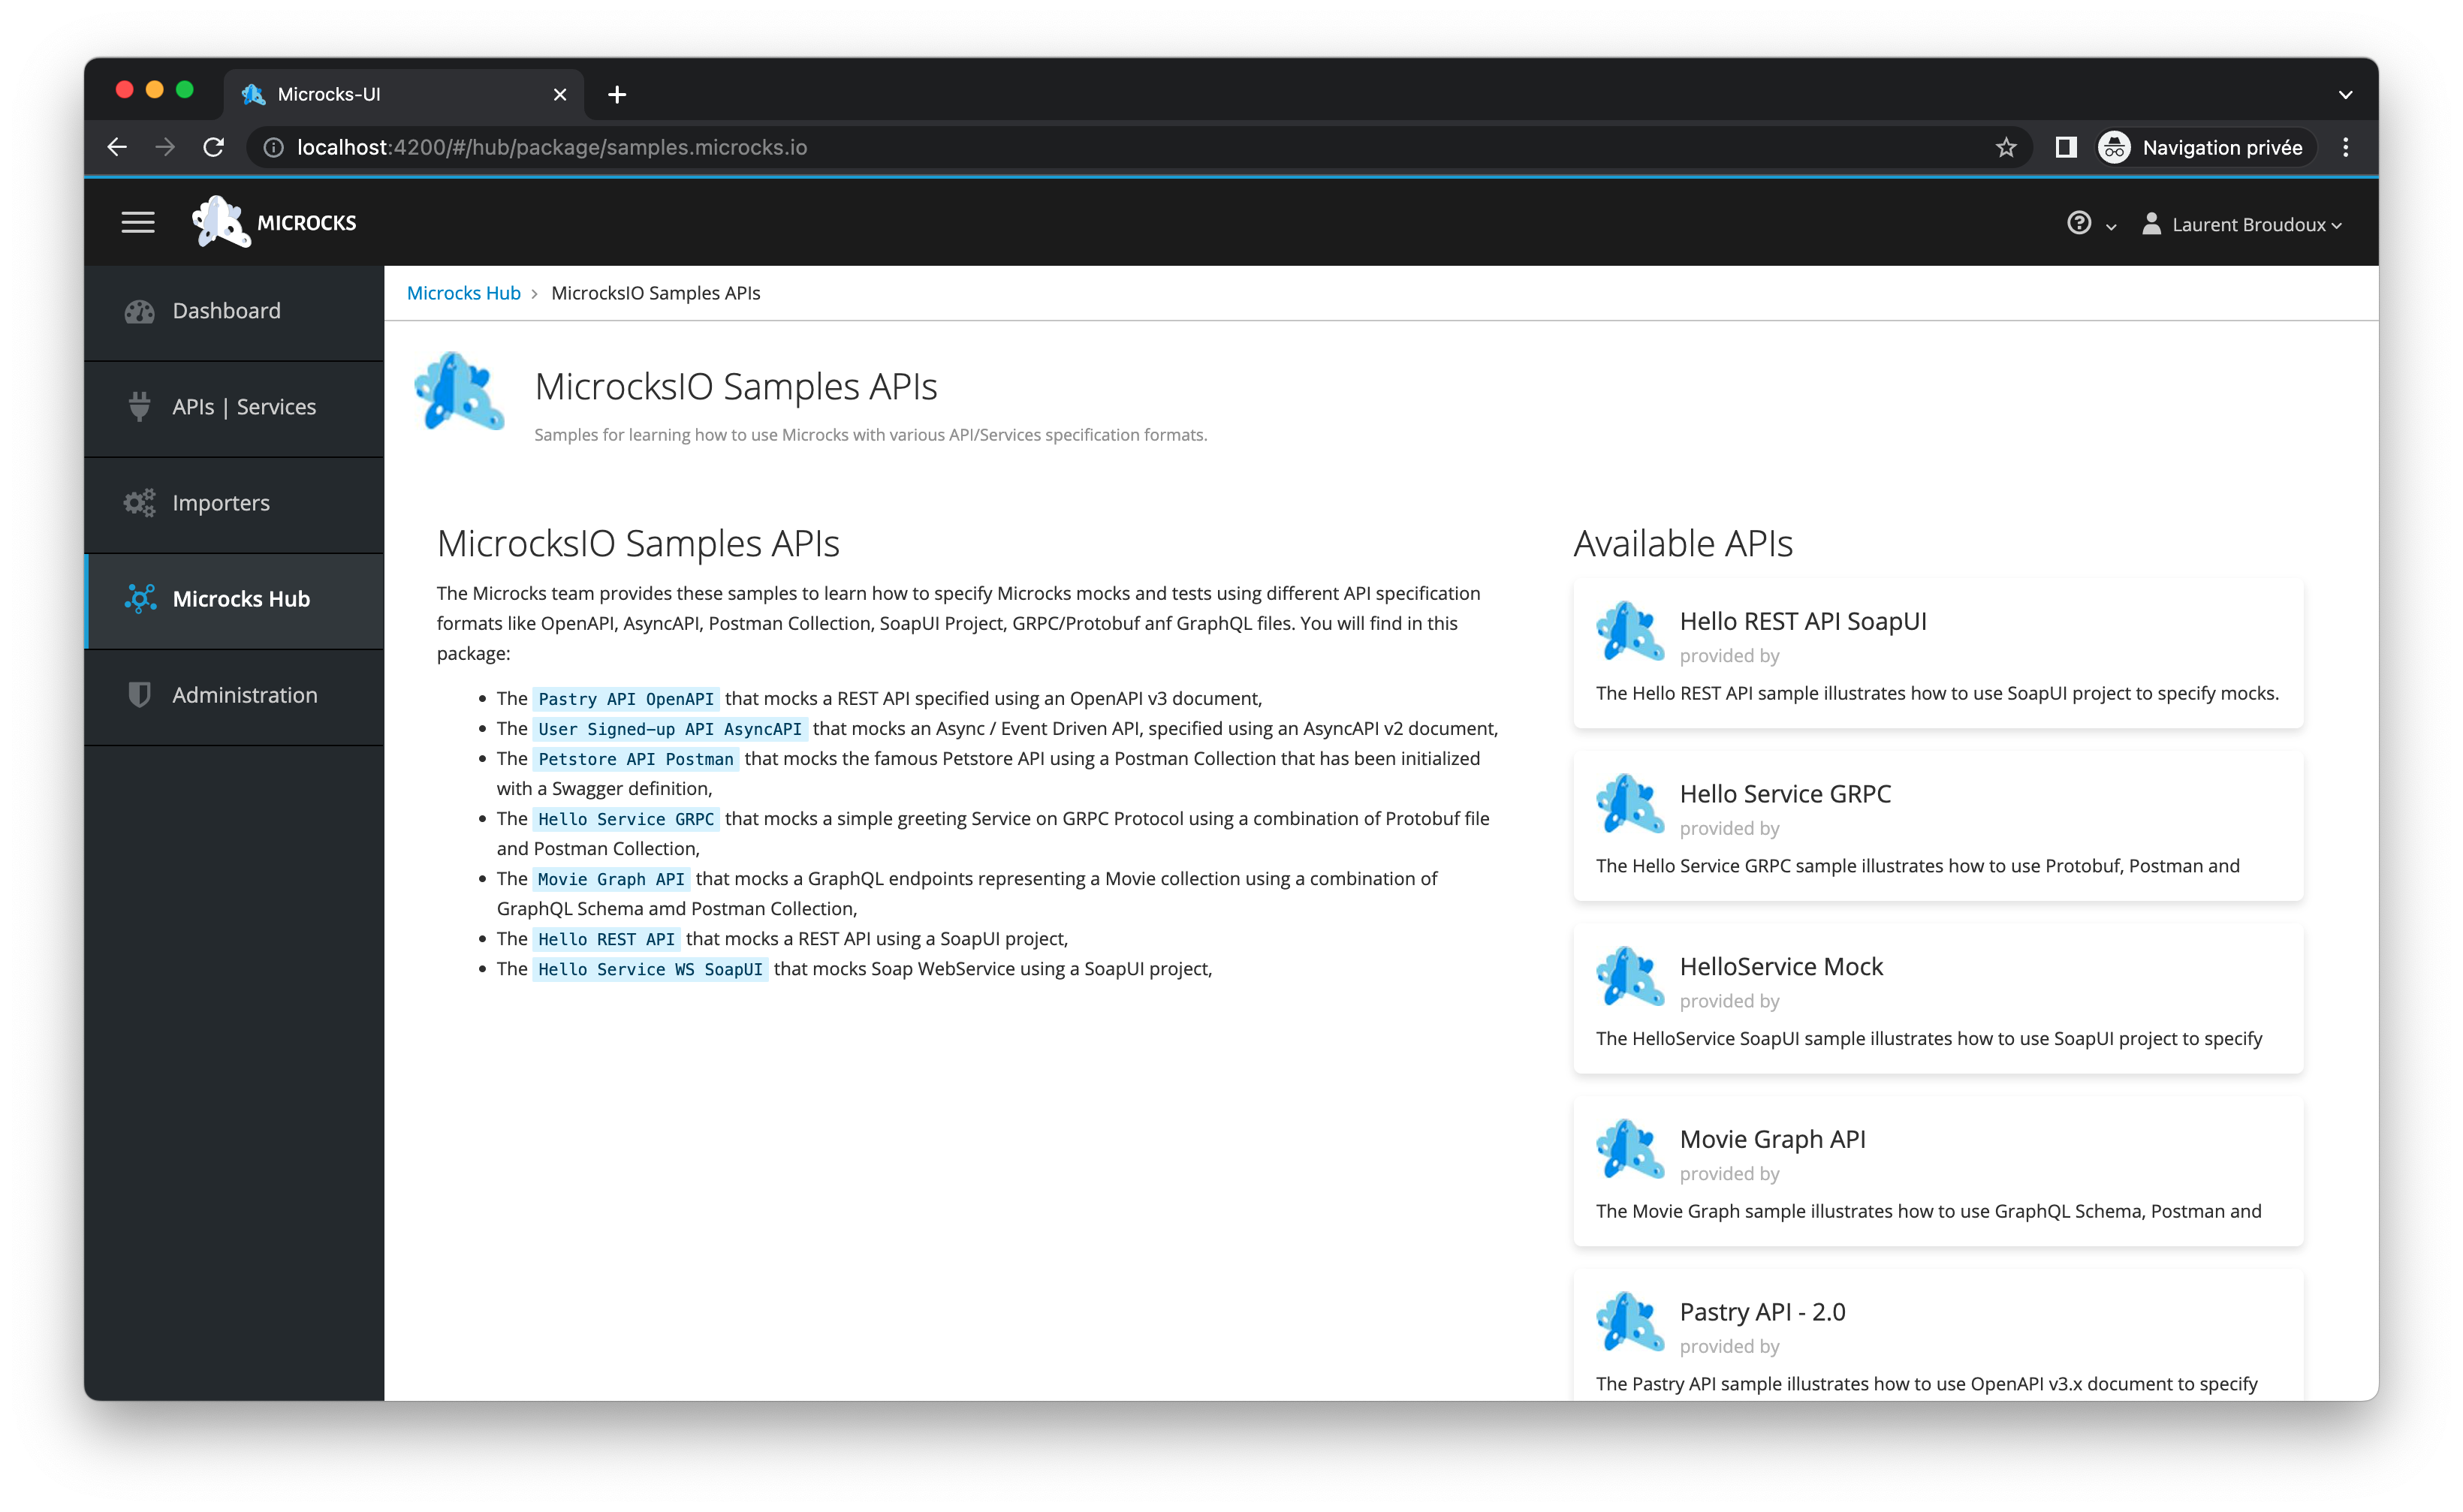 Microcks-UI
localhost:4200/#/hub/package/samples.microcks.io
Navigation privée
MICROCKS
Laurent Broudoux
Dashboard
APIs | Services
Importers
Microcks Hub
Administration
Microcks Hub > MicrocksIO Samples APIs
MicrocksIO Samples APIs
Samples for learning how to use Microcks with various API/Services specification formats.
MicrocksIO Samples APIs
The Microcks team provides these samples to learn how to specify Microcks mocks and tests using different API specification
formats like OpenAPI, AsyncAPI, Postman Collection, SoapUI Project, GRPC/Protobuf anf GraphQL files. You will find in this
package:
• The Pastry API OpenAPI that mocks a REST API specified using an OpenAPI v3 document,
• The User Signed-up API AsyncAPI that mocks an Async / Event Driven API, specified using an AsyncAPI v2 document,
• The Petstore API Postman that mocks the famous Petstore API using a Postman Collection that has been initialized
with a Swagger definition,
• The Hello Service GRPC that mocks a simple greeting Service on GRPC Protocol using a combination of Protobuf file
and Postman Collection,
• The Movie Graph API that mocks a GraphQL endpoints representing a Movie collection using a combination of
GraphQL Schema amd Postman Collection,
• The Hello REST API that mocks a REST API using a SoapUI project,
• The Hello Service WS SoapUI that mocks Soap WebService using a SoapUI project,
Available APIs
Hello REST API SoapUI
provided by
The Hello REST API sample illustrates how to use SoapUI project to specify mocks.
Hello Service GRPC
provided by
The Hello Service GRPC sample illustrates how to use Protobuf, Postman and
HelloService Mock
provided by
The HelloService SoapUI sample illustrates how to use SoapUI project to specify
Movie Graph API
provided by
The Movie Graph sample illustrates how to use GraphQL Schema, Postman and
Pastry API - 2.0
provided by
The Pastry API sample illustrates how to use OpenAPI v3.x document to specify